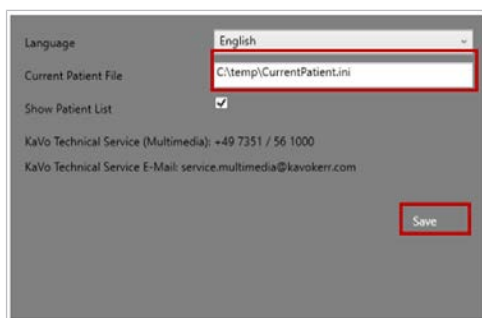 Language English
Current Patient File C:\temp\CurrentPatient.ini
Show Patient List
KaVo Technical Service (Multimedia): +49 7351 / 56 1000
KaVo Technical Service E-Mail: service.multimedia@kavokerr.com
Save